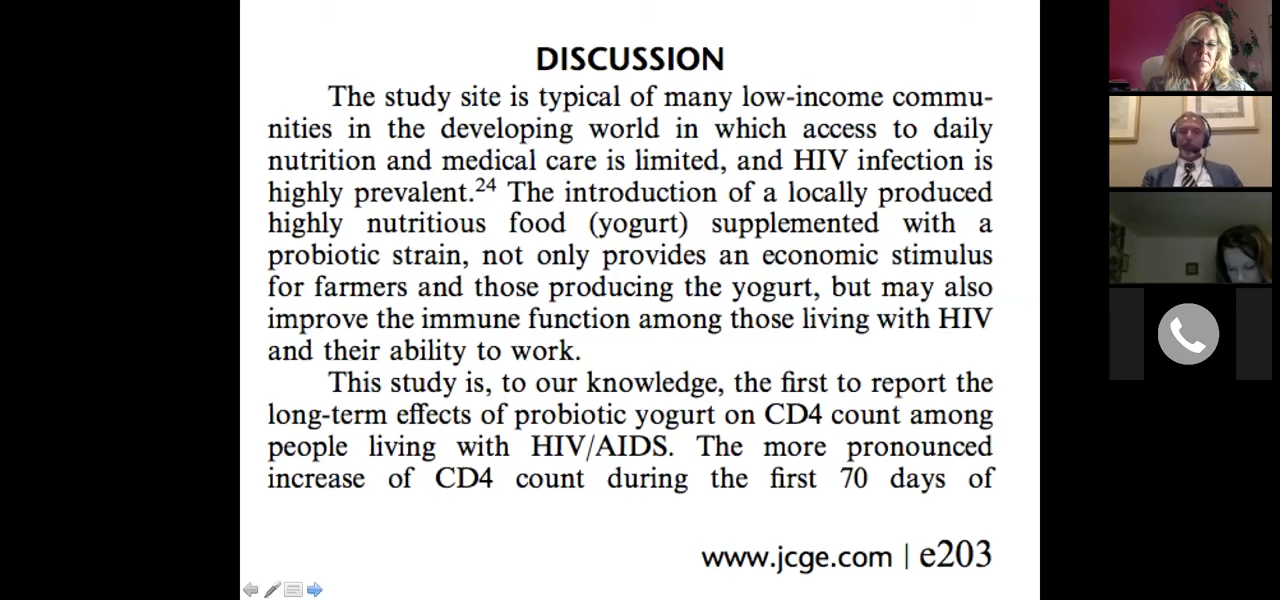 DISCUSSION
The study site is typical of many low-income commu-
nities in the developing world in which access to daily
nutrition and medical care is limited, and HIV infection is
highly prevalent.24 The introduction of a locally produced
highly nutritious food (yogurt) supplemented with a
probiotic strain, not only provides an economic stimulus
for farmers and those producing the yogurt, but may also
improve the immune function among those living with HIV
and their ability to work.
This study is, to our knowledge, the first to report the
long-term effects of probiotic yogurt on CD4 count among
people living with HIV/AIDS. The more pronounced
increase of CD4 count during the first 70 days of
www.jcge.com | e203